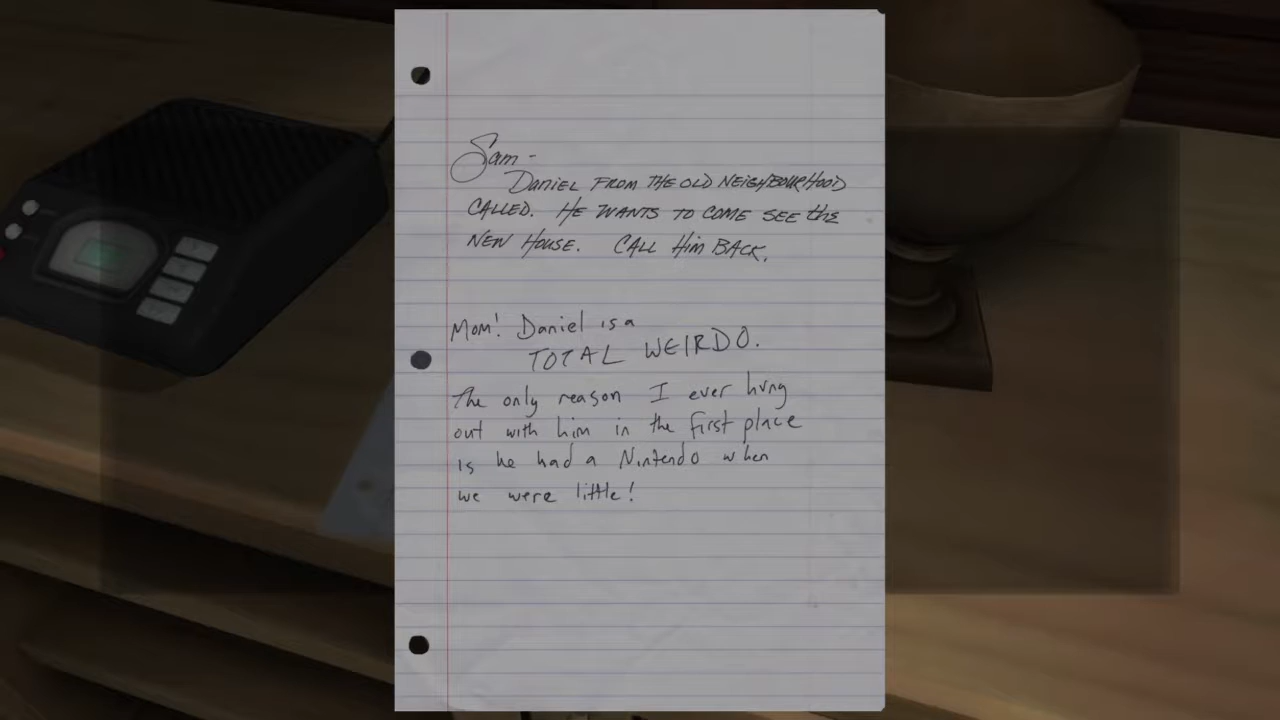 Sam-
DANIEL FROM THE OLD NEIGHBOURHOOD
CALLED. HE WANTS TO COME SEE the
NEW HOUSE. CALL HiM BACK.
Mom! Daniel is a
TOTAL WEIRDO.
The only reason I ever hung
out with him in the first place
is he had a Nintendo when
we were little!